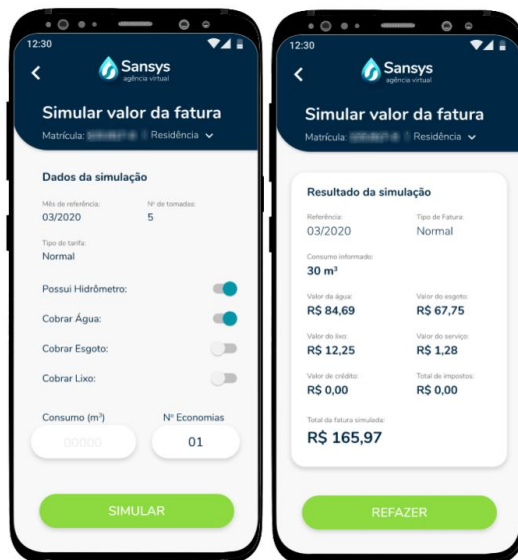 12:30
Sansys
agência virtual
Simular valor da fatura
Matrícula: Residência
Dados da simulação
Mês de referência: Nº de tomadas:
03/2020 5
Tipo de tarifa:
Normal
Possui Hidrômetro:
Cobrar Água:
Cobrar Esgoto:
Cobrar Lixo:
Consumo (m³) Nº Economias
00000 01
SIMULAR
12:30
Sansys
agência virtual
Simular valor da fatura
Matrícula: Residência
Resultado da simulação
Referência: Tipo de Fatura:
03/2020 Normal
Consumo informado:
30 m³
Valor da água: Valor do esgoto:
R$ 84,69 R$ 67,75
Valor do lixo: Valor do serviço:
R$ 12,25 R$ 1,28
Valor de crédito: Total de impostos:
R$ 0,00 R$ 0,00
Total da fatura simulada:
R$ 165,97
REFAZER